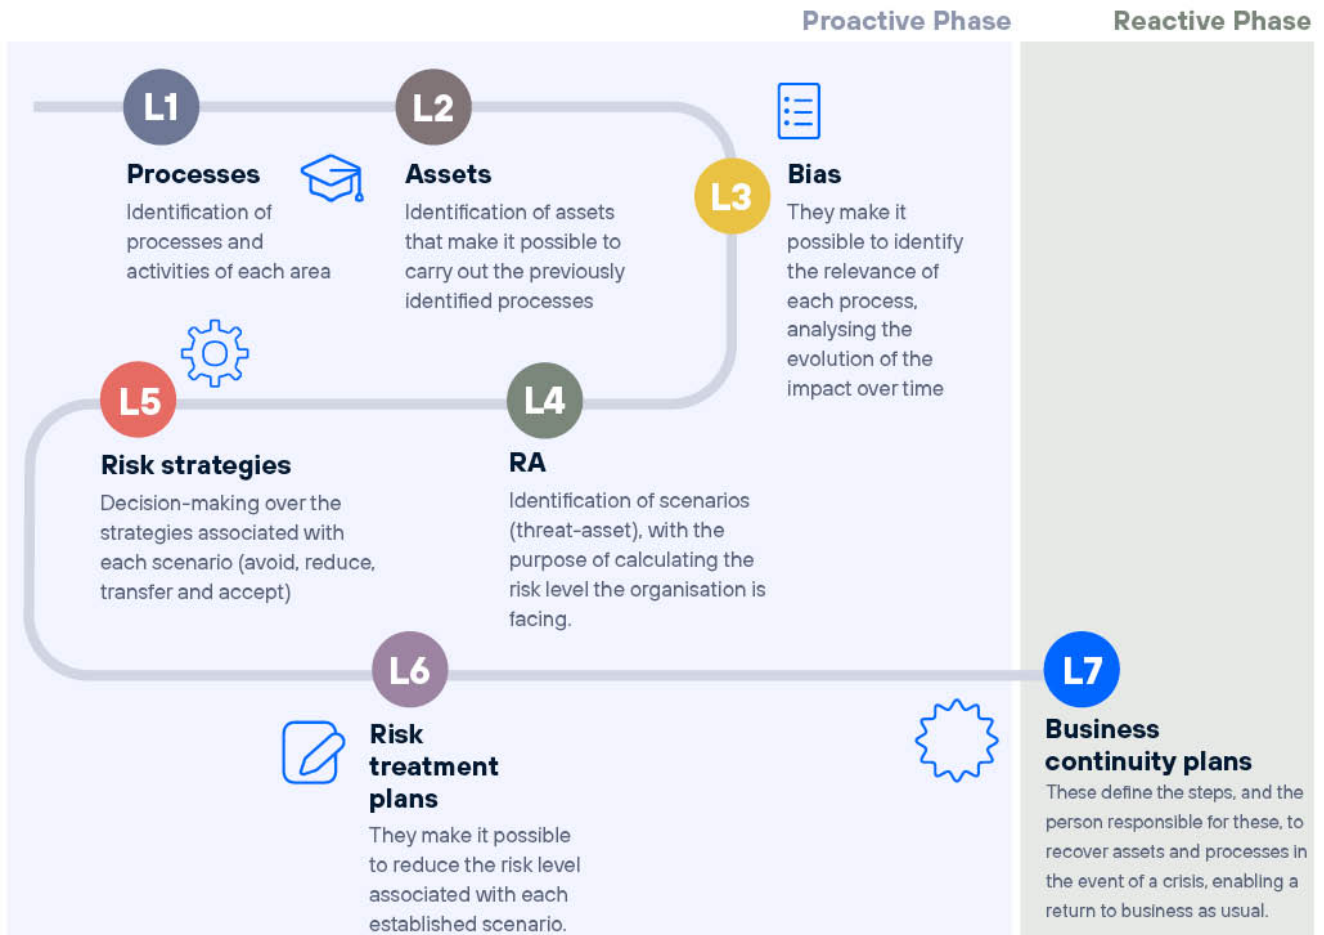 Proactive Phase
Reactive Phase
L1
Processes
Identification of
processes and
activities of each area
L2
Assets
Identification of assets
that make it possible to
carry out the previously
identified processes
L3
Bias
They make it
possible to identify
the relevance of
each process,
analysing the
evolution of the
impact over time
L4
RA
Identification of scenarios
(threat-asset), with the
purpose of calculating the
risk level the organisation is
facing.
L5
Risk strategies
Decision-making over the
strategies associated with
each scenario (avoid, reduce,
transfer and accept)
L6
Risk
treatment
plans
They make it possible
to reduce the risk level
associated with each
established scenario.
L7
Business
continuity plans
These define the steps, and the
person responsible for these, to
recover assets and processes in
the event of a crisis, enabling a
return to business as usual.